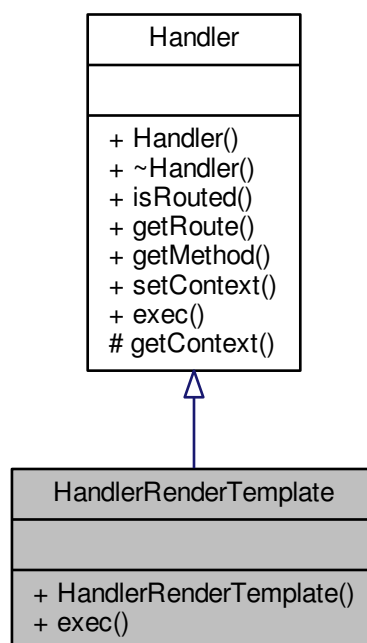 Handler
+ Handler()
+ ~Handler()
+ isRouted()
+ getRoute()
+ getMethod()
+ setContext()
+ exec()
# getContext()
HandlerRenderTemplate
+ HandlerRenderTemplate()
+ exec()